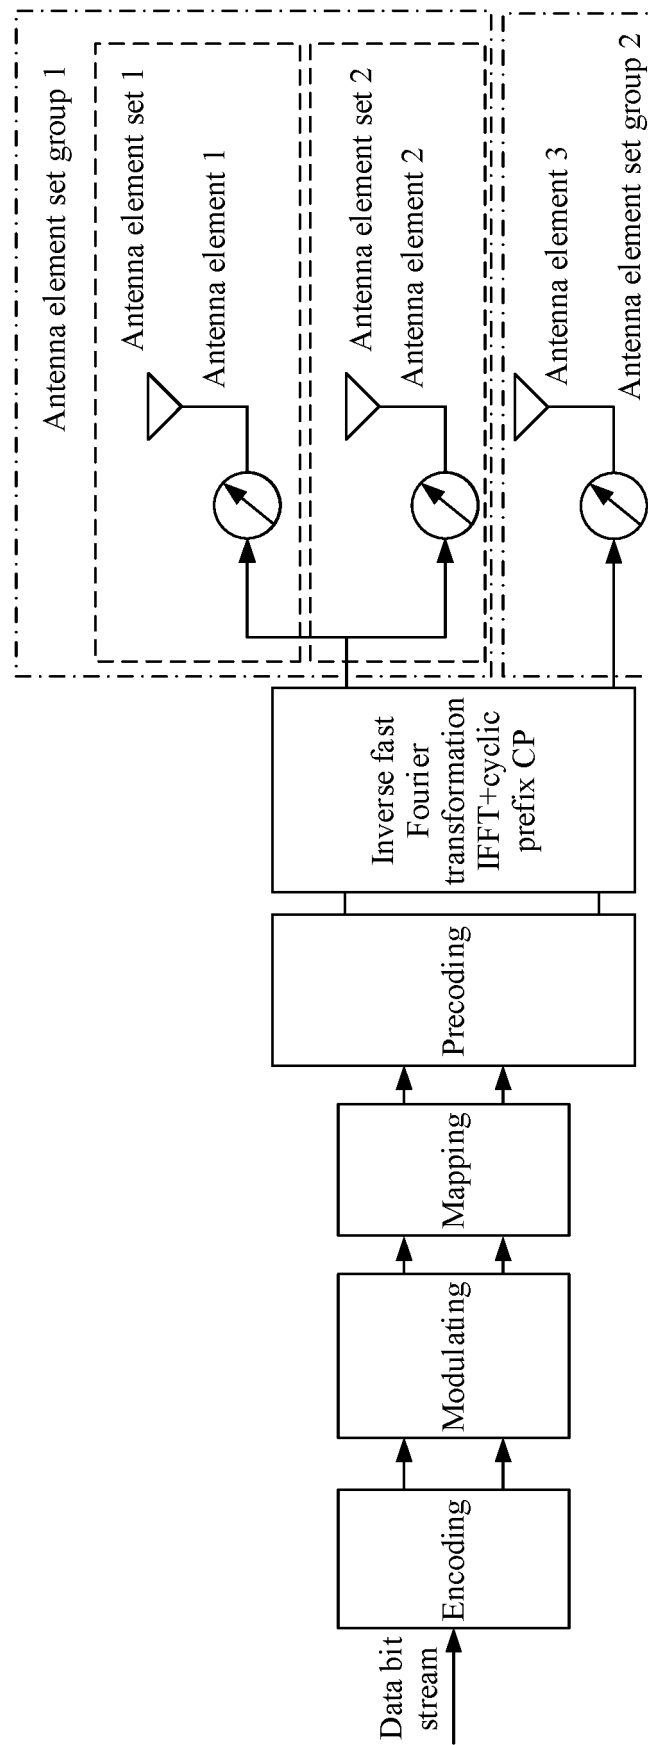 Data bit
stream
Encoding
Modulating
Mapping
Precoding
Inverse fast
Fourier
transformation
IFFT+cyclic
prefix CP
Antenna element set group 1
Antenna element set 1
Antenna element 1
Antenna element set 2
Antenna element 2
Antenna element 3
Antenna element set group 2